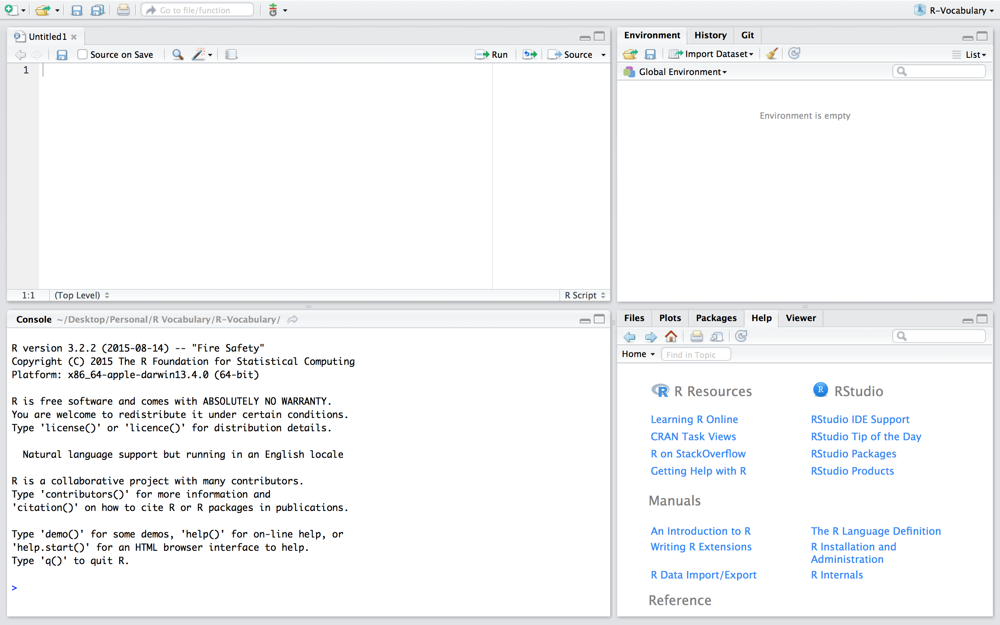 Go to file/function
R-Vocabulary
Untitled1
Source on Save
Run
Source
1
1:1
(Top Level)
R Script
Environment
History
Git
Import Dataset
List
Global Environment
Environment is empty
Console ~/Desktop/Personal/R Vocabulary/R-Vocabulary/
R version 3.2.2 (2015-08-14) -- "Fire Safety"
Copyright (C) 2015 The R Foundation for Statistical Computing
Platform: x86_64-apple-darwin13.4.0 (64-bit)
R is free software and comes with ABSOLUTELY NO WARRANTY.
You are welcome to redistribute it under certain conditions.
Type 'license()' or 'licence()' for distribution details.
Natural language support but running in an English locale
R is a collaborative project with many contributors.
Type 'contributors()' for more information and
'citation()' on how to cite R or R packages in publications.
Type 'demo()' for some demos, 'help()' for on-line help, or
'help.start()' for an HTML browser interface to help.
Type 'q()' to quit R.
>
Files
Plots
Packages
Help
Viewer
Home
Find in Topic
R Resources
Learning R Online
CRAN Task Views
R on StackOverflow
Getting Help with R
RStudio
RStudio IDE Support
RStudio Tip of the Day
RStudio Packages
RStudio Products
Manuals
An Introduction to R
The R Language Definition
Writing R Extensions
R Installation and
Administration
R Data Import/Export
R Internals
Reference